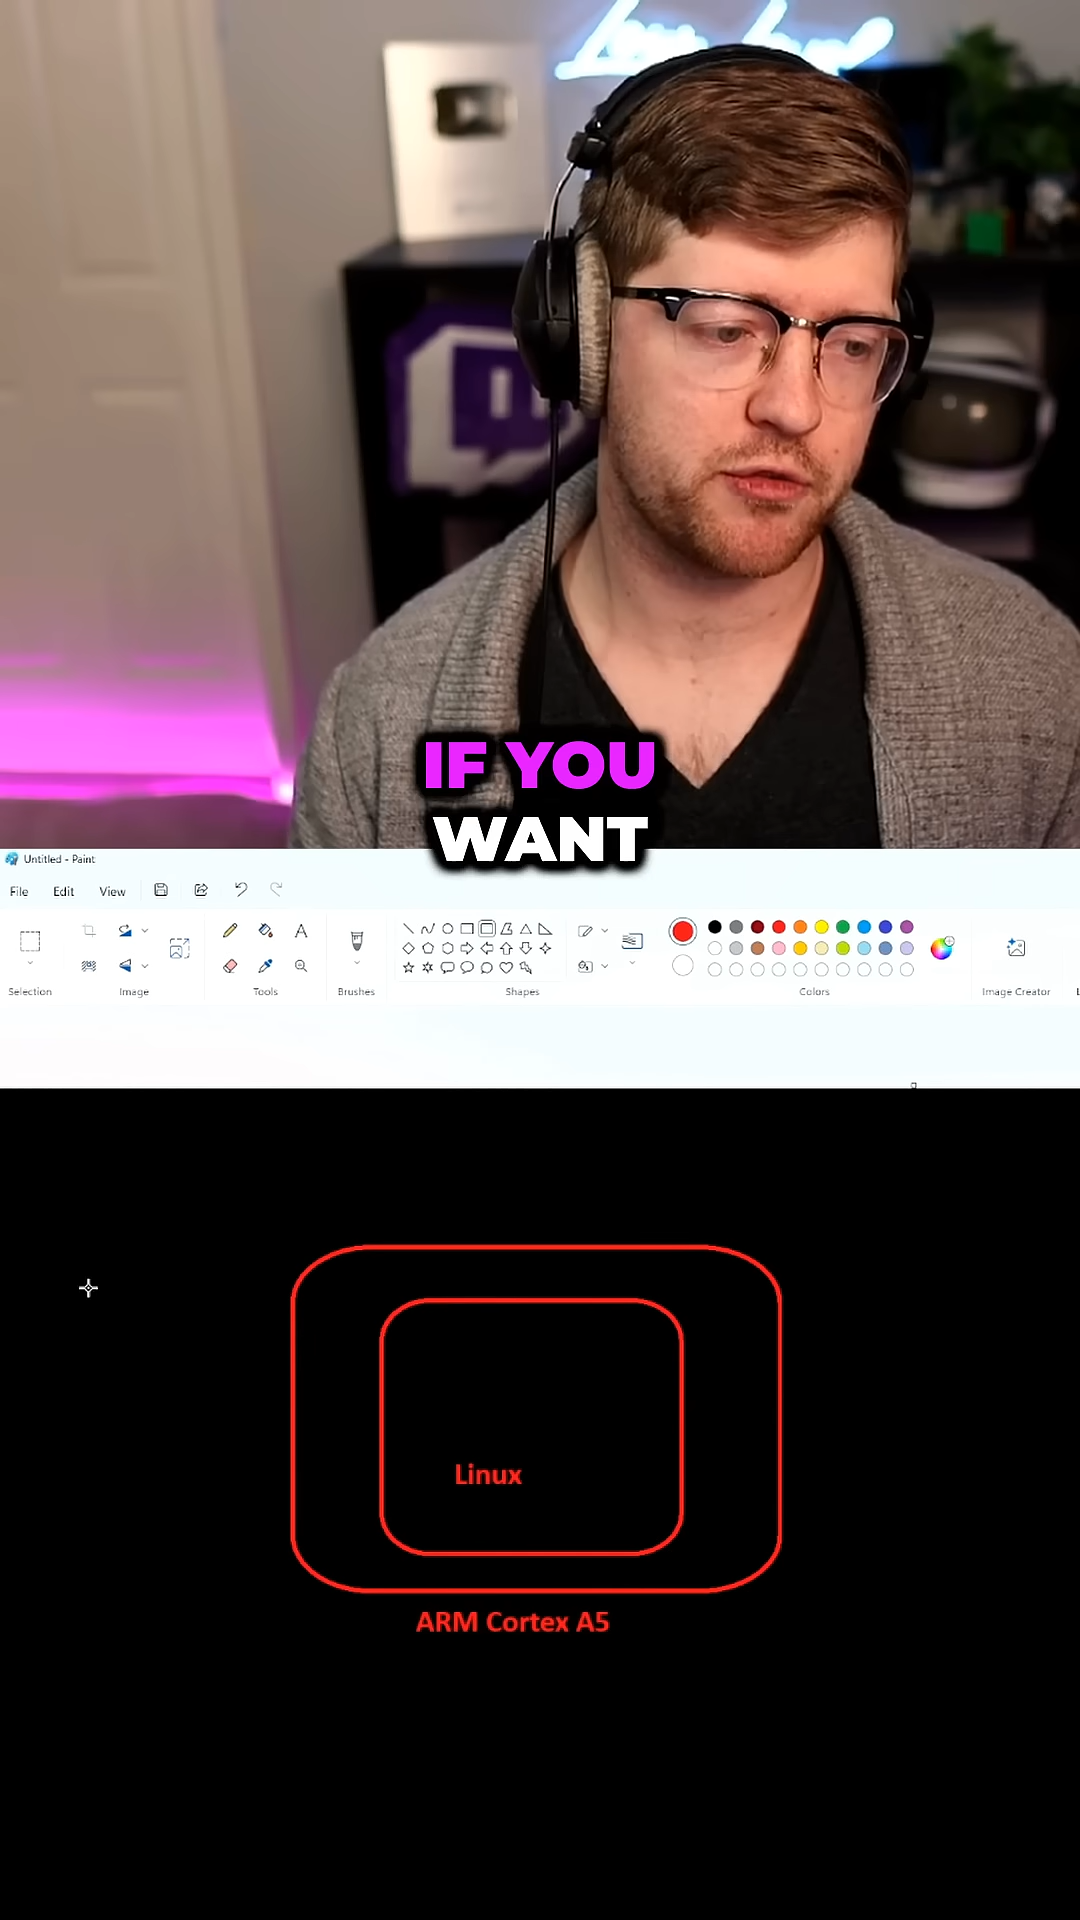 IF YOU
WANT
Untitled - Paint
File Edit View
Selection Image Tools Brushes Shapes Colors Image Creator
Linux
ARM Cortex A5